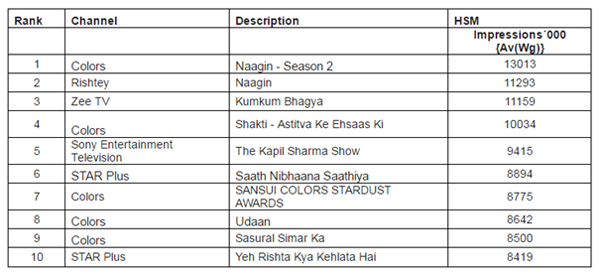 Rank Channel Description HSM
Impressions´000
{Av(Wg)}
1 Colors Naagin - Season 2 13013
2 Rishtey Naagin 11293
3 Zee TV Kumkum Bhagya 11159
4 Colors Shakti - Astitva Ke Ehsaas Ki 10034
5 Sony Entertainment
Television The Kapil Sharma Show 9415
6 STAR Plus Saath Nibhaana Saathiya 8894
7 Colors SANSUI COLORS STARDUST
AWARDS 8775
8 Colors Udaan 8642
9 Colors Sasural Simar Ka 8500
10 STAR Plus Yeh Rishta Kya Kehlata Hai 8419